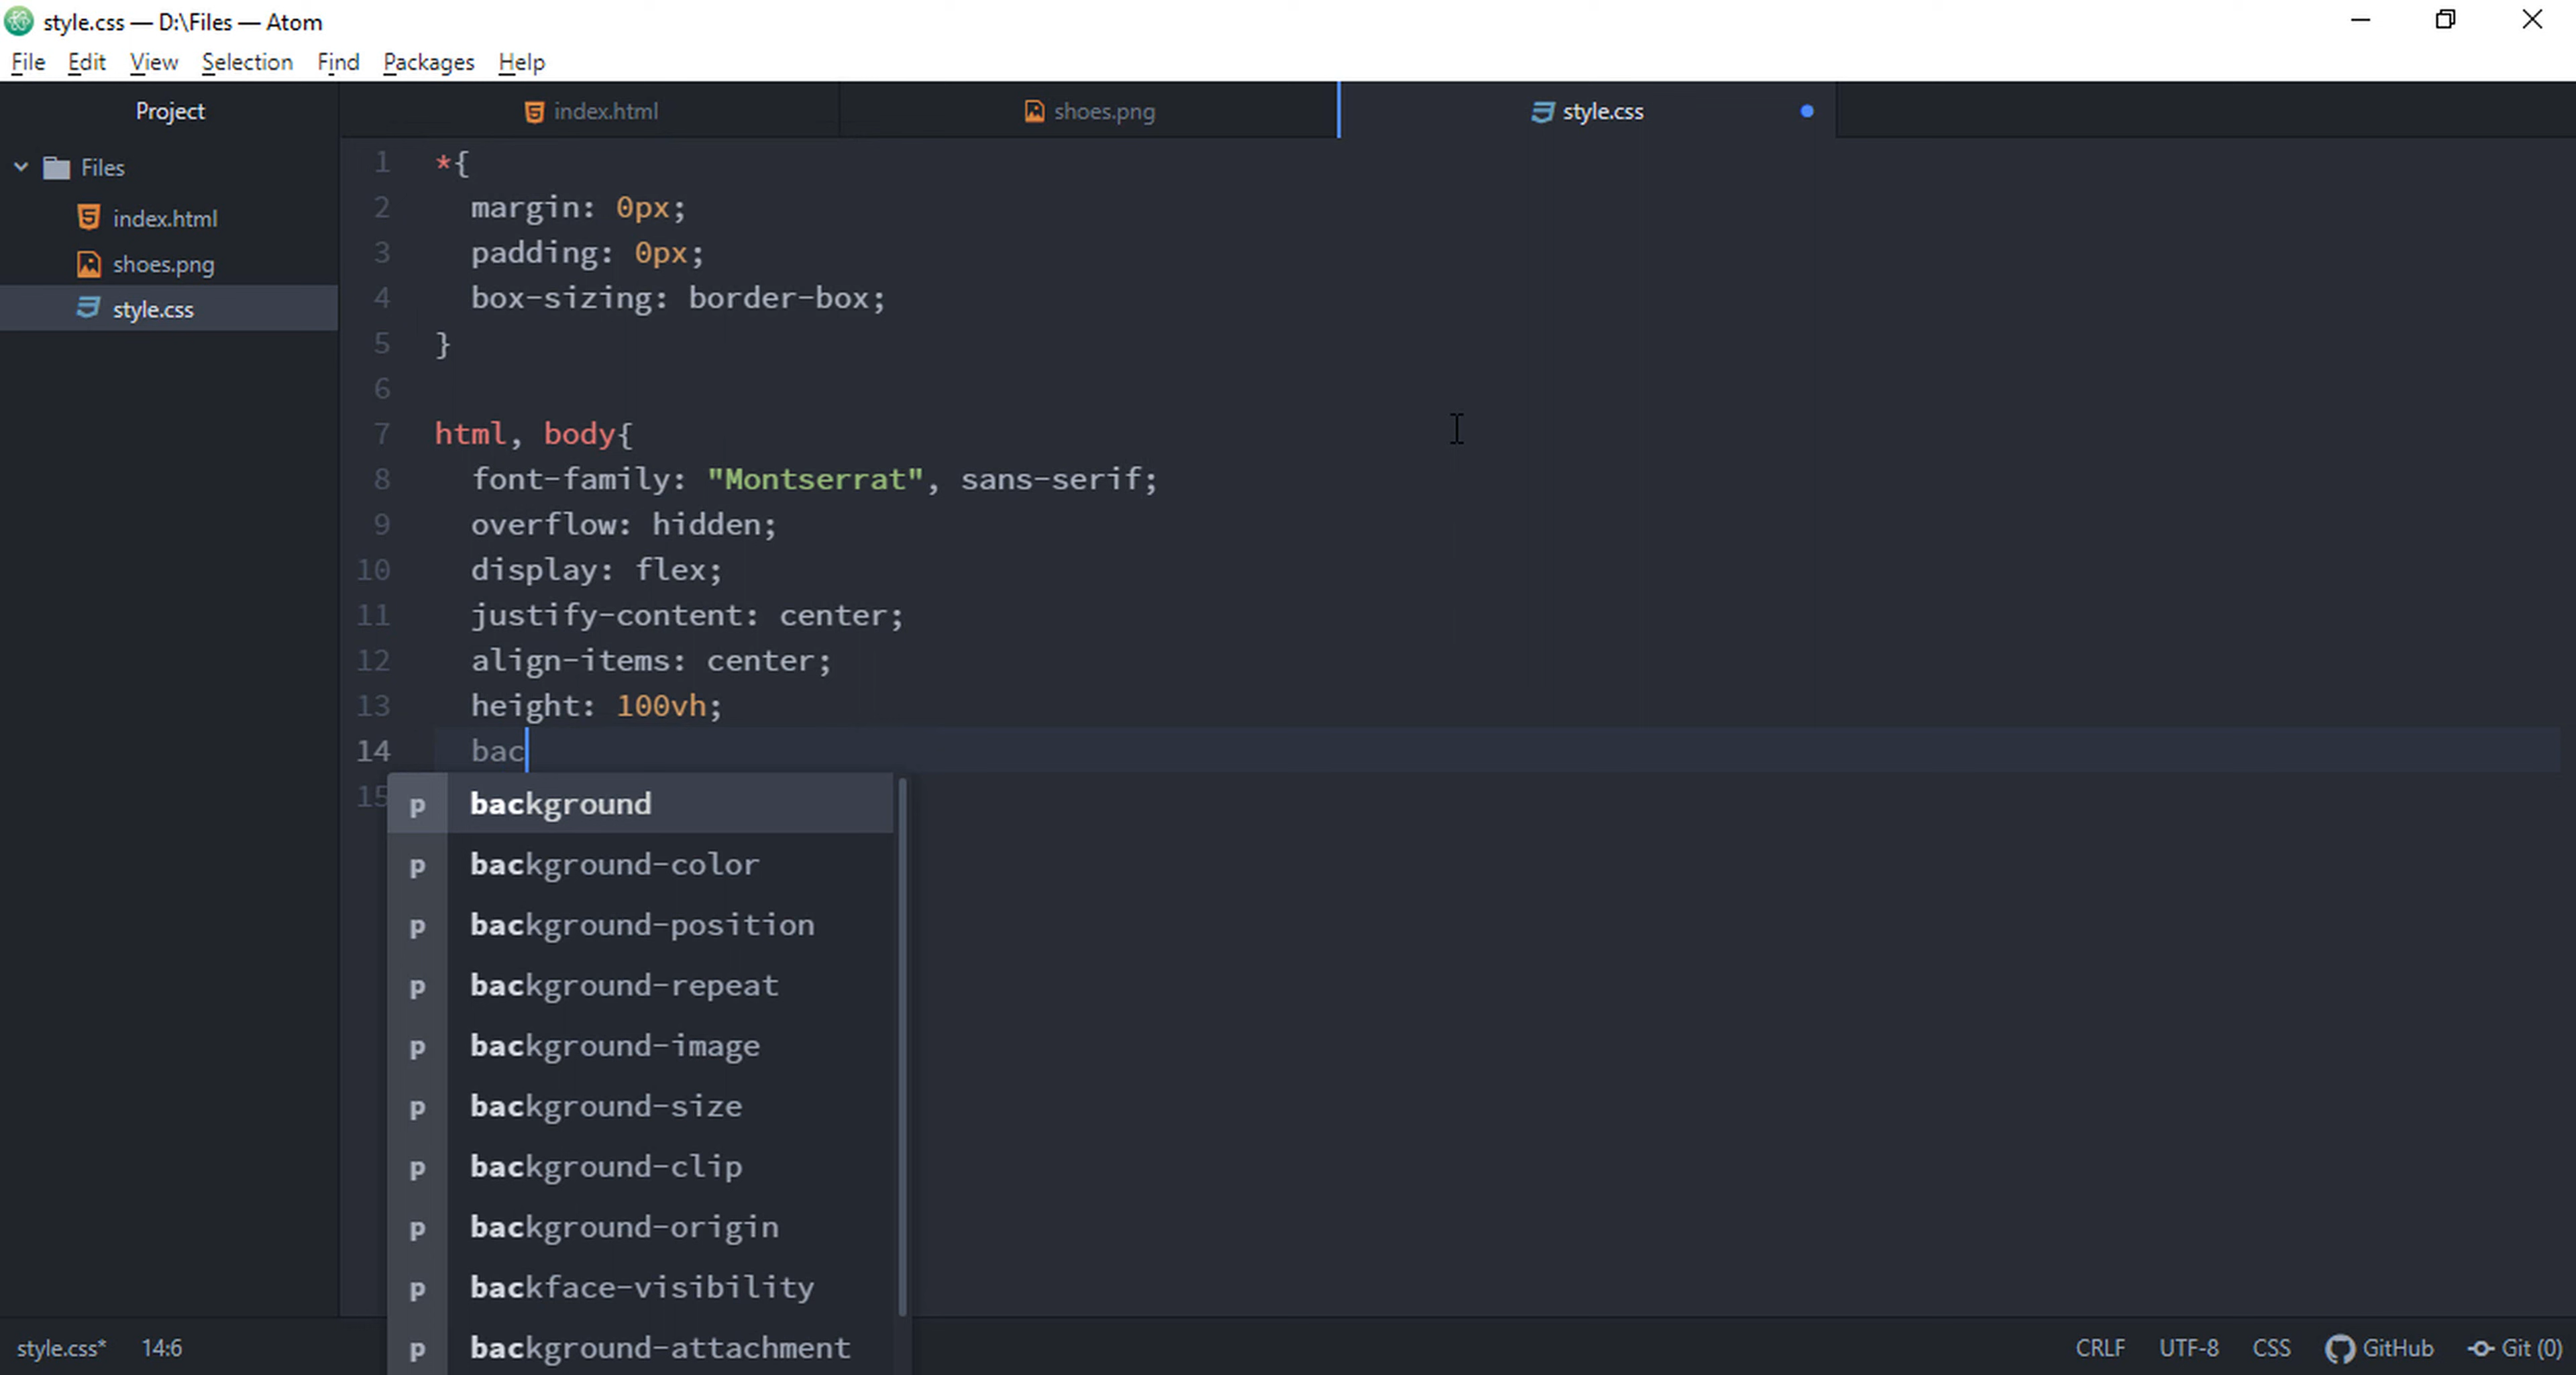 style.css — D:\Files — Atom
File Edit View Selection Find Packages Help
Project
index.html
shoes.png
style.css
Files
index.html
shoes.png
style.css
1 *{
2 margin: 0px;
3 padding: 0px;
4 box-sizing: border-box;
5 }
6
7 html, body{
8 font-family: "Montserrat", sans-serif;
9 overflow: hidden;
10 display: flex;
11 justify-content: center;
12 align-items: center;
13 height: 100vh;
14 bac
15
p background
p background-color
p background-position
p background-repeat
p background-image
p background-size
p background-clip
p background-origin
p backface-visibility
p background-attachment
style.css* 14:6 CRLF UTF-8 CSS GitHub Git (0)